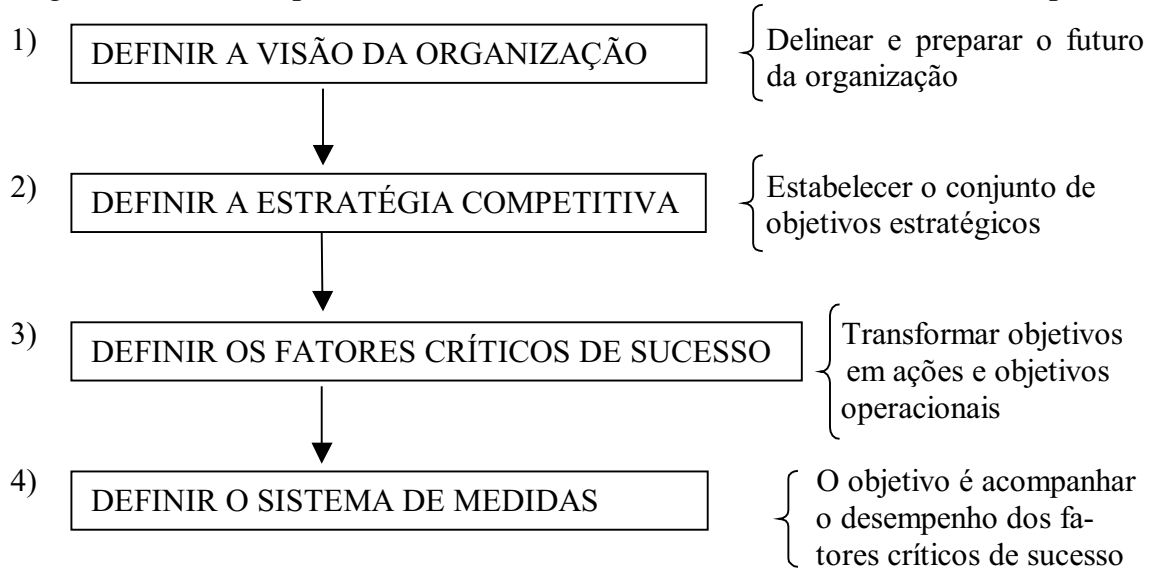 1)
DEFINIR A VISÃO DA ORGANIZAÇÃO
Delinear e preparar o futuro
da organização
2)
DEFINIR A ESTRATÉGIA COMPETITIVA
Estabelecer o conjunto de
objetivos estratégicos
3)
DEFINIR OS FATORES CRÍTICOS DE SUCESSO
Transformar objetivos
em ações e objetivos
operacionais
4)
DEFINIR O SISTEMA DE MEDIDAS
O objetivo é acompanhar
o desempenho dos fa-
tores críticos de sucesso